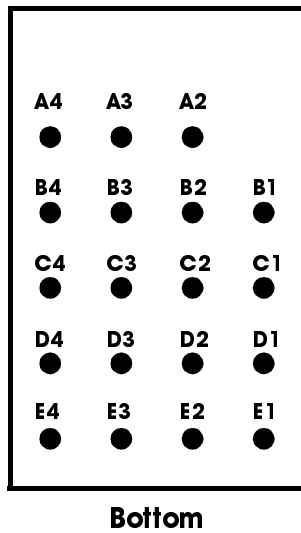 A4 A3 A2
B4 B3 B2 B1
C4 C3 C2 C1
D4 D3 D2 D1
E4 E3 E2 E1
Bottom